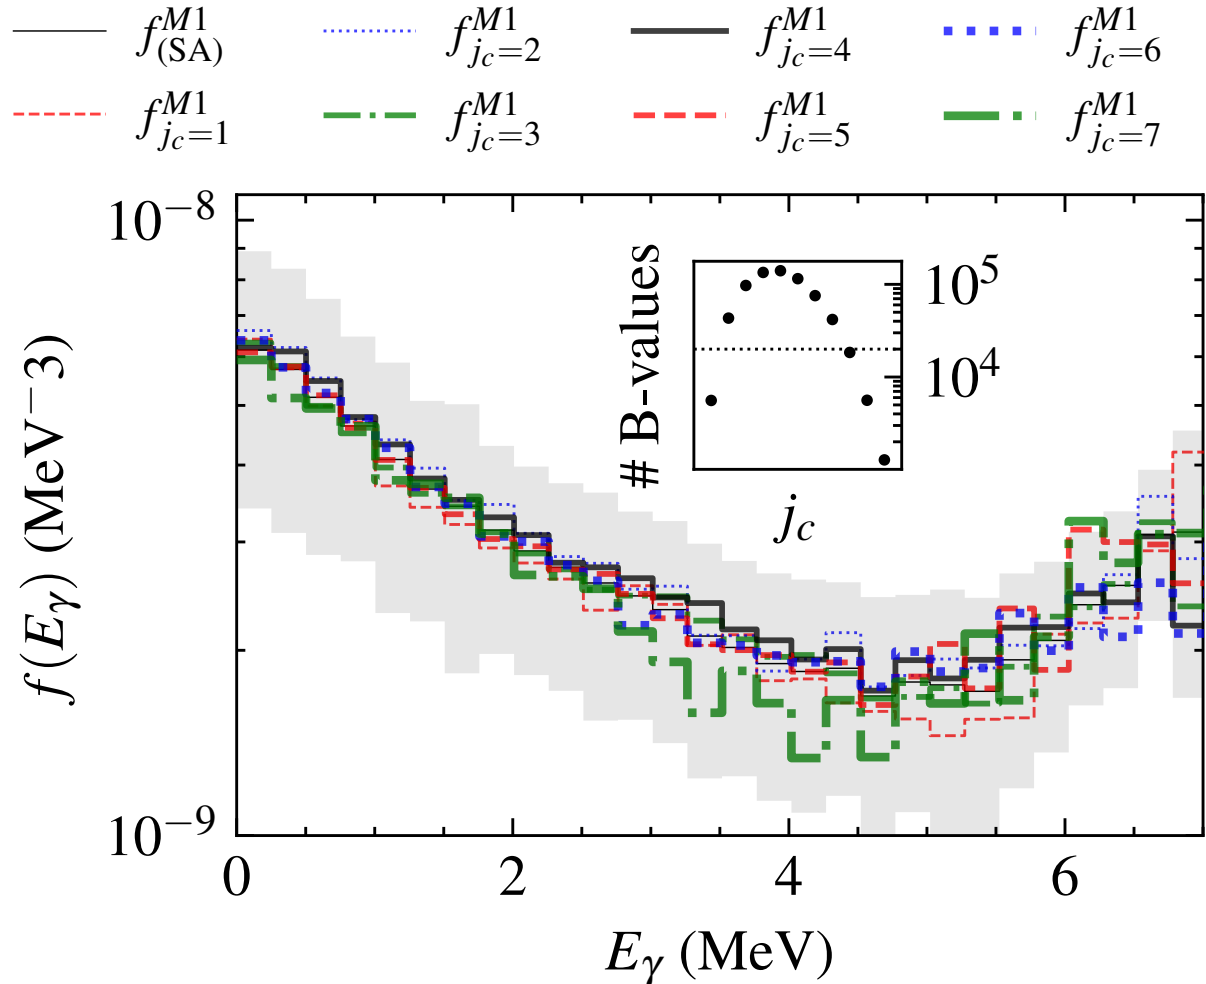 f^{M1}_{(SA)} f^{M1}_{j_c=2} f^{M1}_{j_c=4} f^{M1}_{j_c=6}
f^{M1}_{j_c=1} f^{M1}_{j_c=3} f^{M1}_{j_c=5} f^{M1}_{j_c=7}
10^{−8}
f(E_γ) (MeV−3)
# B-values
10^5
10^4
j_c
10^{−9}
0 2 4 6
E_γ (MeV)